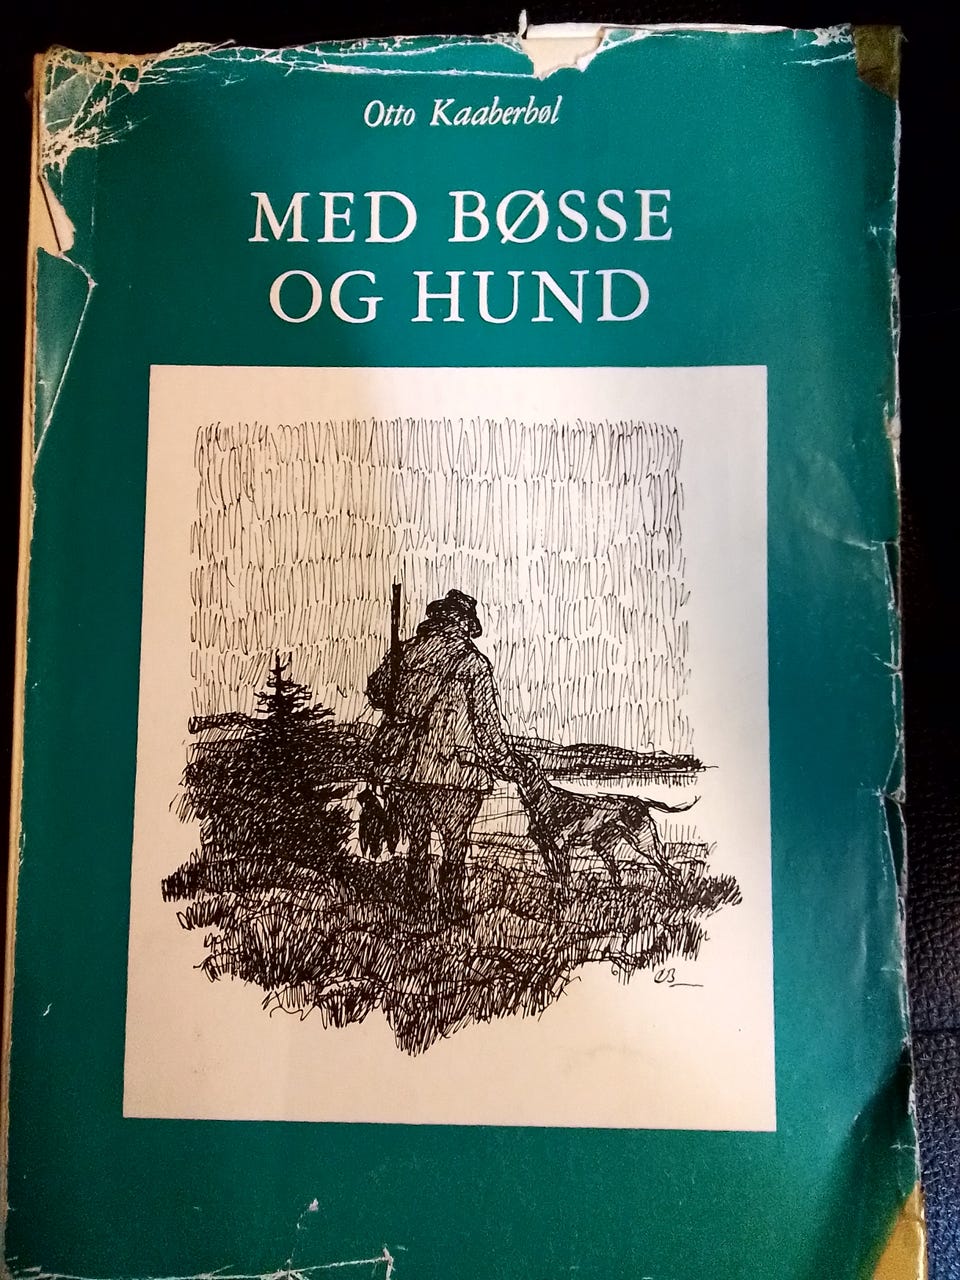 Otto Kaaberbøl
MED BØSSE
OG HUND